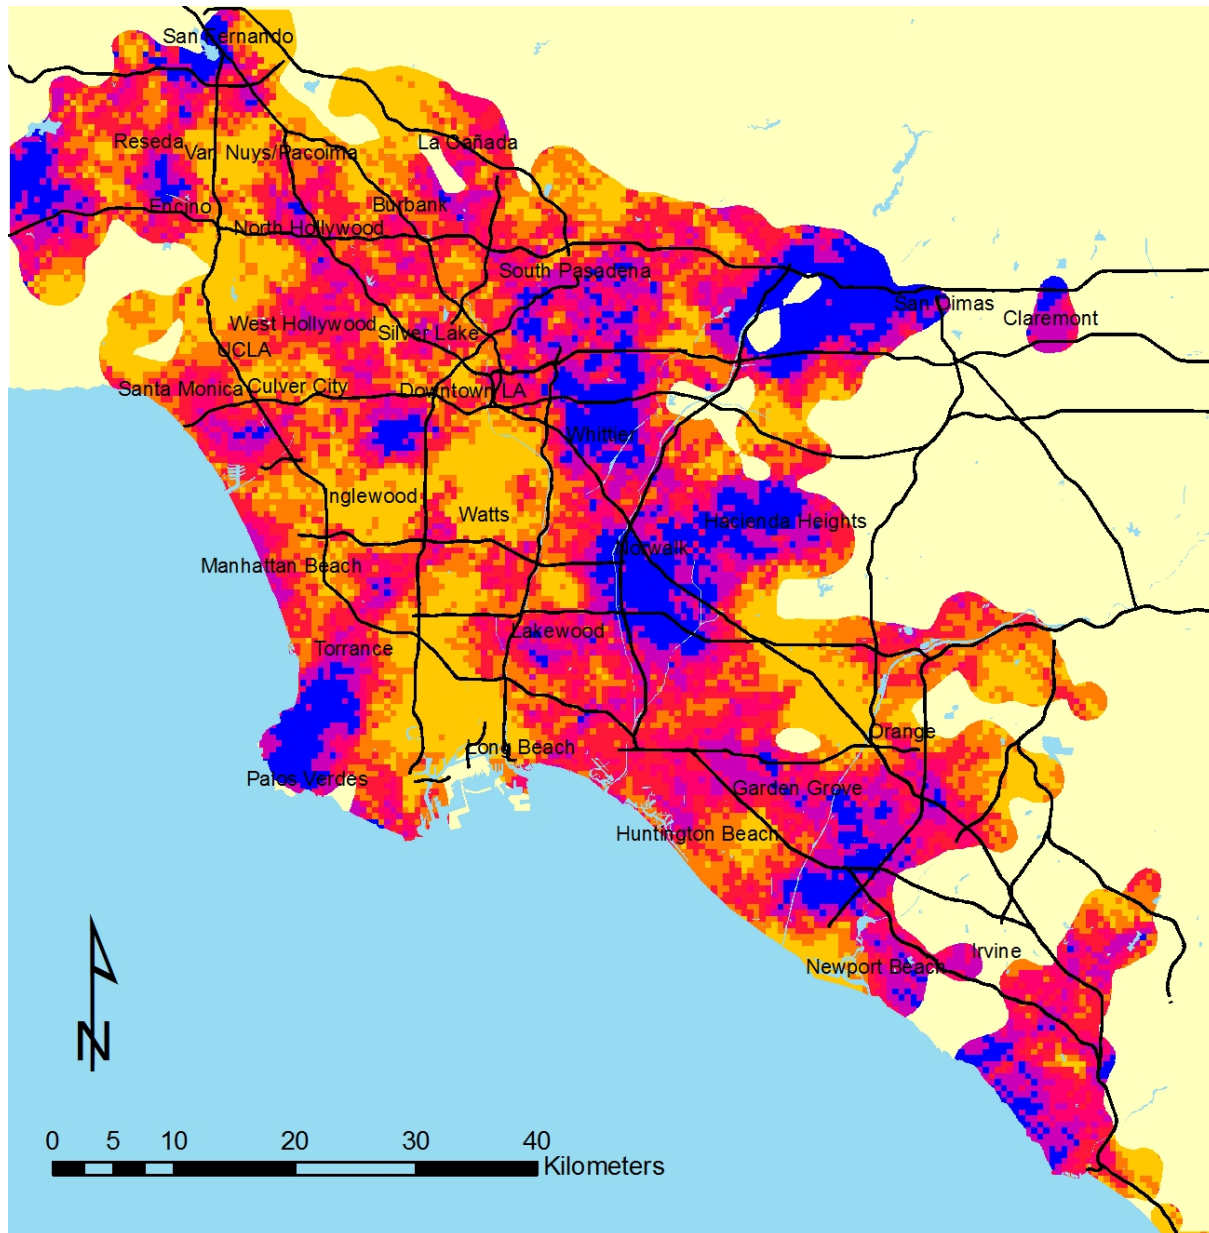 San Fernando
Reseda
Van Nuys/Pacoima
La Cañada
Encino
Burbank
North Hollywood
South Pasadena
San Dimas
Claremont
West Hollywood
Silver Lake
UCLA
Santa Monica
Culver City
Downtown LA
Whittier
Inglewood
Watts
Hacienda Heights
Norwalk
Manhattan Beach
Lakewood
Torrance
Orange
Long Beach
Palos Verdes
Garden Grove
Huntington Beach
Irvine
Newport Beach
N
0 5 10 20 30 40
Kilometers